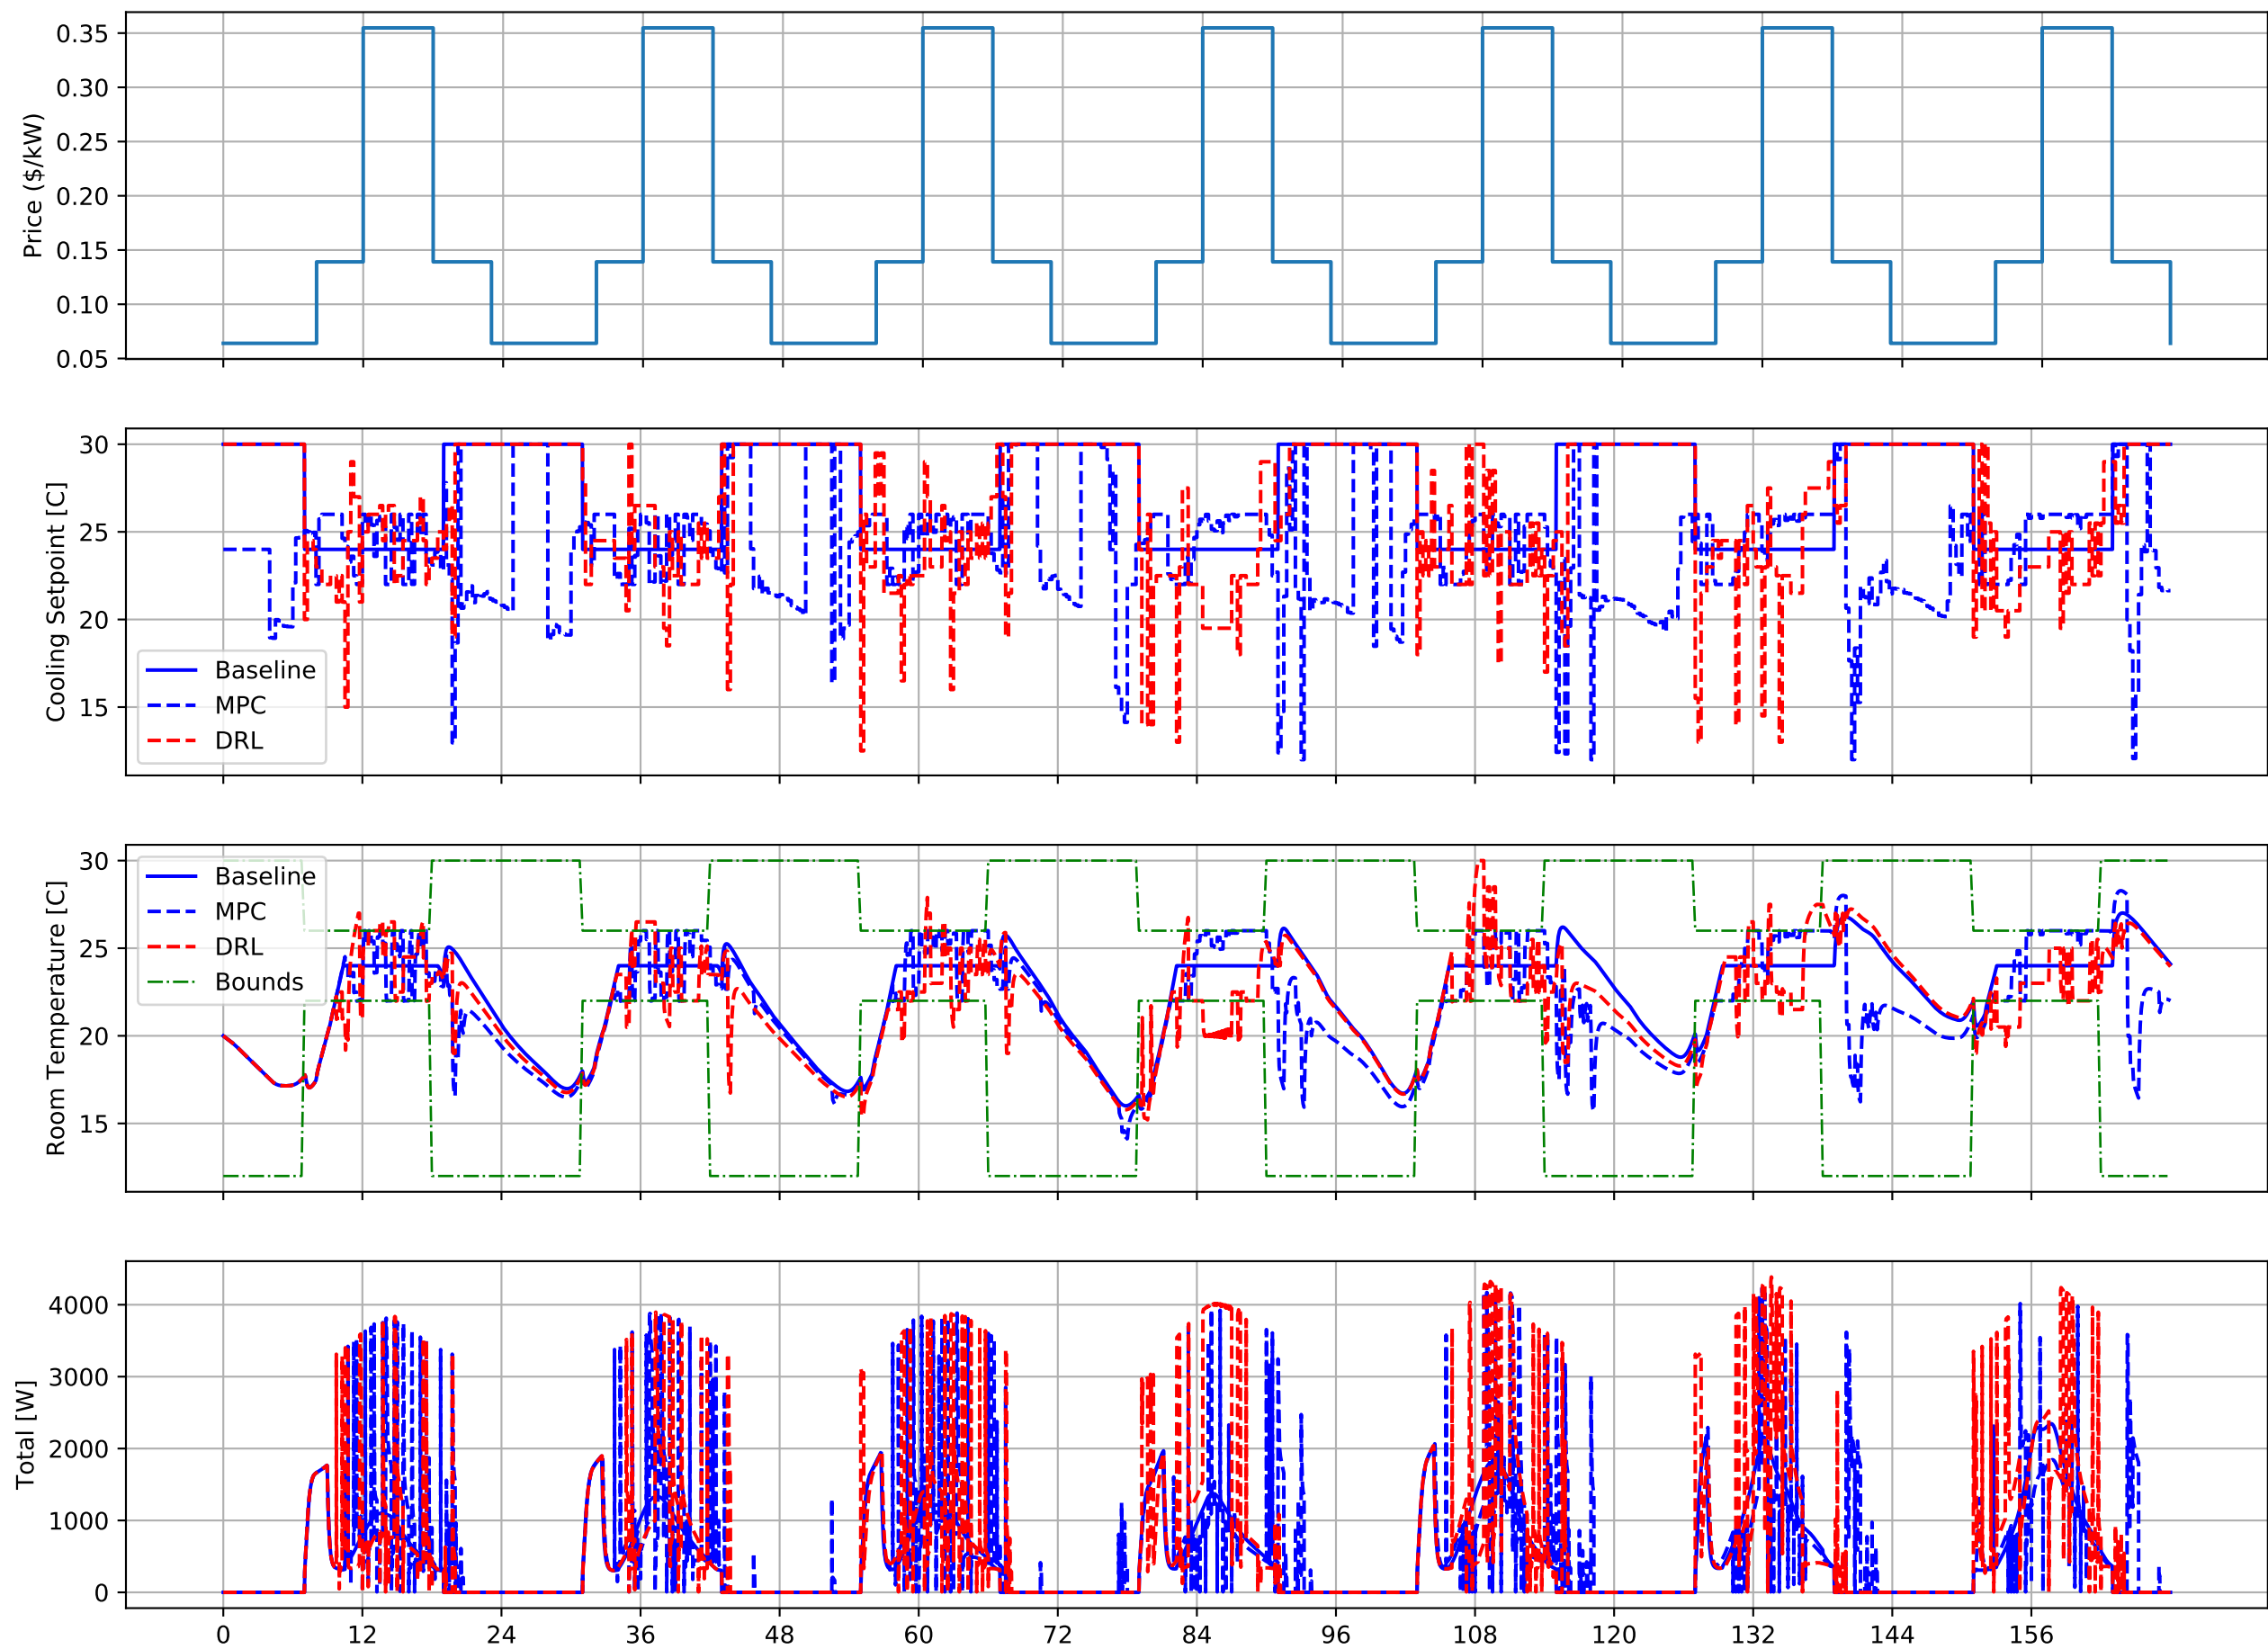 Price ($/kW)
0.35
0.30
0.25
0.20
0.15
0.10
0.05
Cooling Setpoint [C]
30
25
20
15
Baseline
MPC
DRL
Room Temperature [C]
30
25
20
15
Baseline
MPC
DRL
Bounds
Total [W]
4000
3000
2000
1000
0
0 12 24 36 48 60 72 84 96 108 120 132 144 156